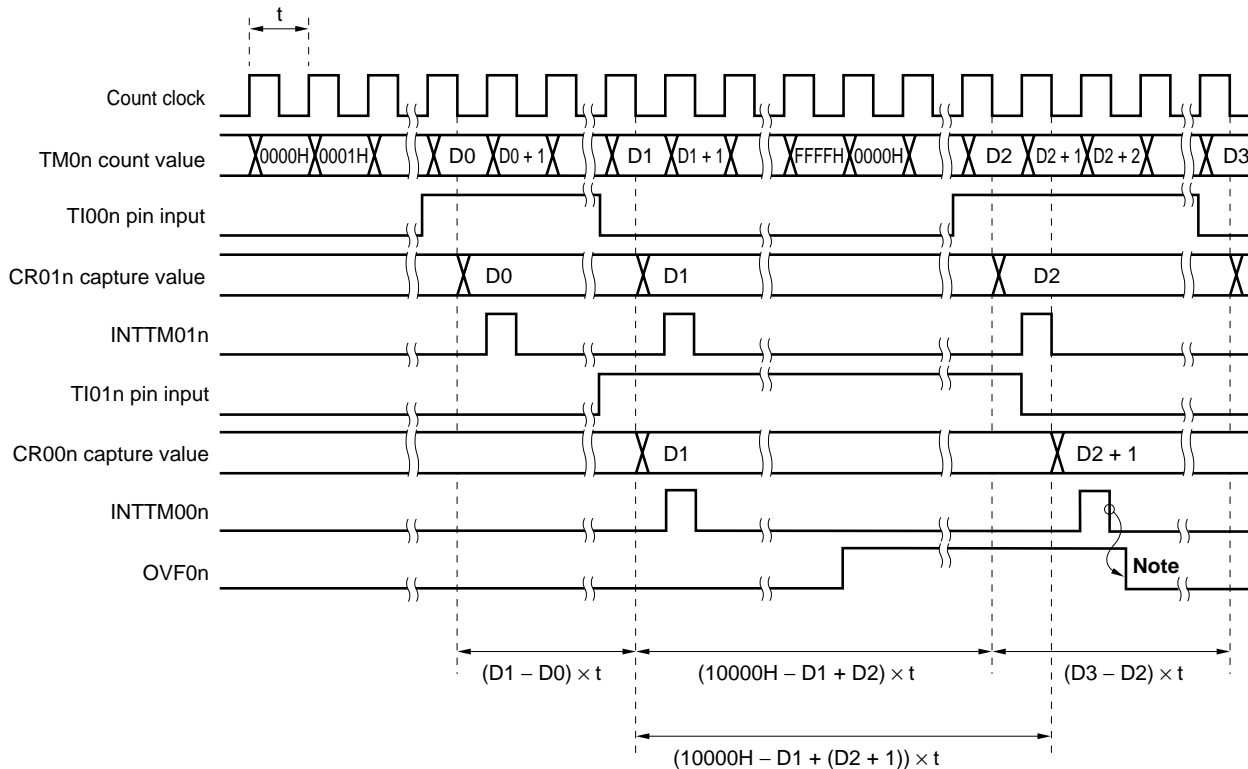 t
Count clock
TM0n count value
0000H 0001H D0 D0 + 1 D1 D1 + 1 FFFFH 0000H D2 D2 + 1 D2 + 2 D3
TI00n pin input
CR01n capture value
D0 D1 D2
INTTM01n
TI01n pin input
CR00n capture value
D1 D2 + 1
INTTM00n
OVF0n
Note
(D1 – D0) × t (10000H – D1 + D2) × t (D3 – D2) × t
(10000H – D1 + (D2 + 1)) × t